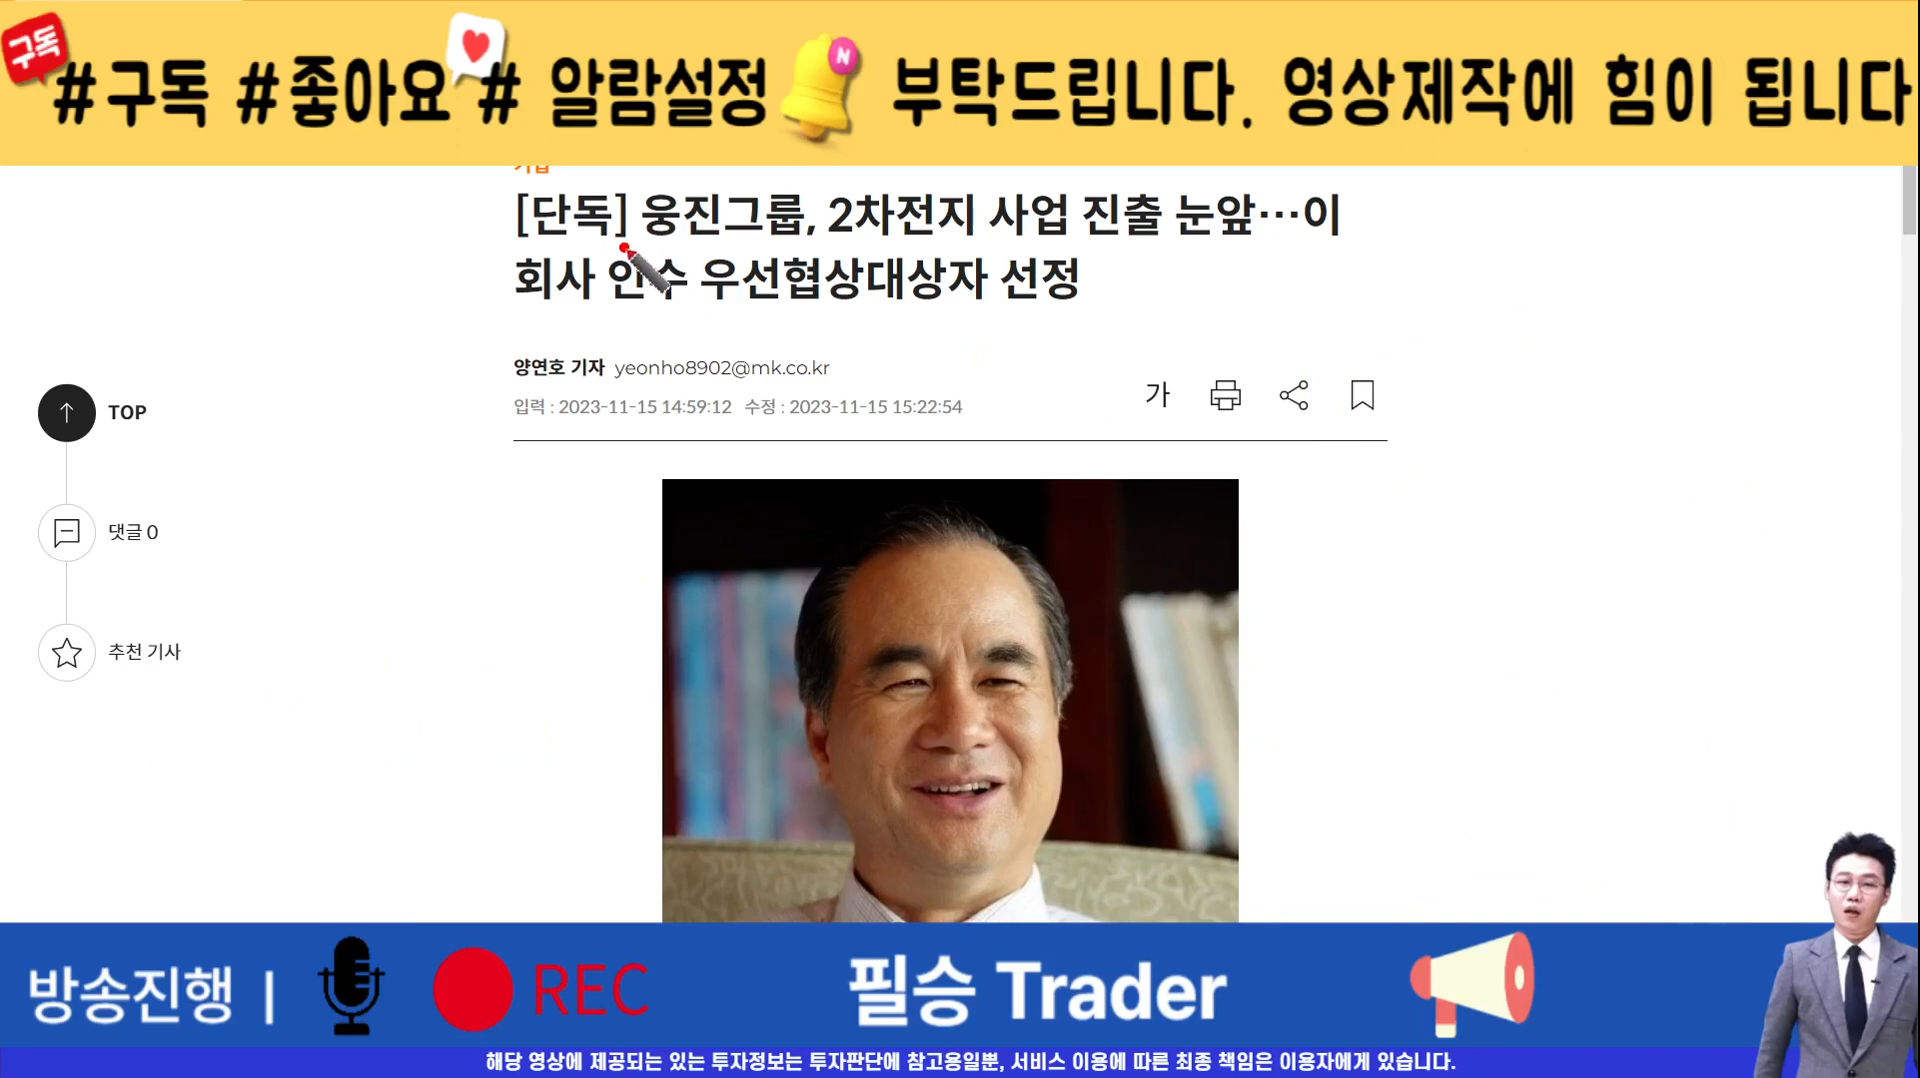 구독
#구독 #좋아요 # 알람설정 N 부탁드립니다. 영상제작에 힘이 됩니다
기업
[단독] 웅진그룹, 2차전지 사업 진출 눈앞…이
회사 인수 우선협상대상자 선정
양연호 기자 yeonho8902@mk.co.kr
입력 : 2023-11-15 14:59:12 수정 : 2023-11-15 15:22:54
가
TOP
댓글 0
추천 기사
방송진행 | REC 필승 Trader
해당 영상에 제공되는 있는 투자정보는 투자판단에 참고용일뿐, 서비스 이용에 따른 최종 책임은 이용자에게 있습니다.